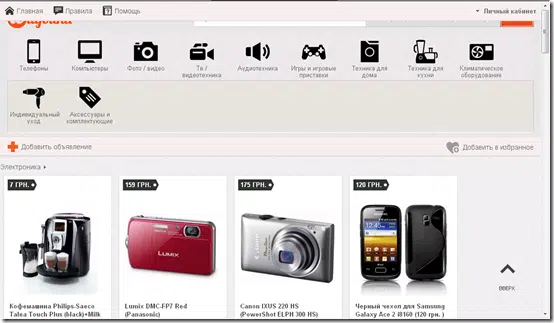 Главная Правила Помощь Личный кабинет
Телефоны Компьютеры Фото / видео Тв / видеотехника Аудиотехника Игры и игровые приставки Техника для дома Техника для кухни Климатическое оборудование
Индивидуальный уход Аксессуары и комплектующие
Добавить объявление Добавить в избранное
Электроника
7 ГРН. 159 ГРН. 175 ГРН. 120 ГРН.
LUMIX
Canon
SAMSUNG
ВВЕРХ
Кофемашина Philips-Saeco Talea Touch Plus (black)+Milk
Lumix DMC-FP7 Red (Panasonic)
Canon IXUS 220 HS (PowerShot ELPH 300 HS)
Черный чехол для Samsung Galaxy Ace 2 i8160 (120 грн. )